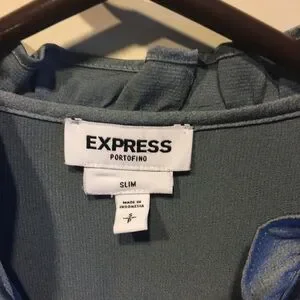 EXPRESS
PORTOFINO
SLIM
MADE IN
INDONESIA